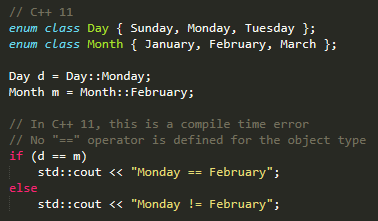 // C++ 11
enum class Day { Sunday, Monday, Tuesday };
enum class Month { January, February, March };

Day d = Day::Monday;
Month m = Month::February;

// In C++ 11, this is a compile time error
// No "==" operator is defined for the object type
if (d == m)
    std::cout << "Monday == February";
else
    std::cout << "Monday != February";